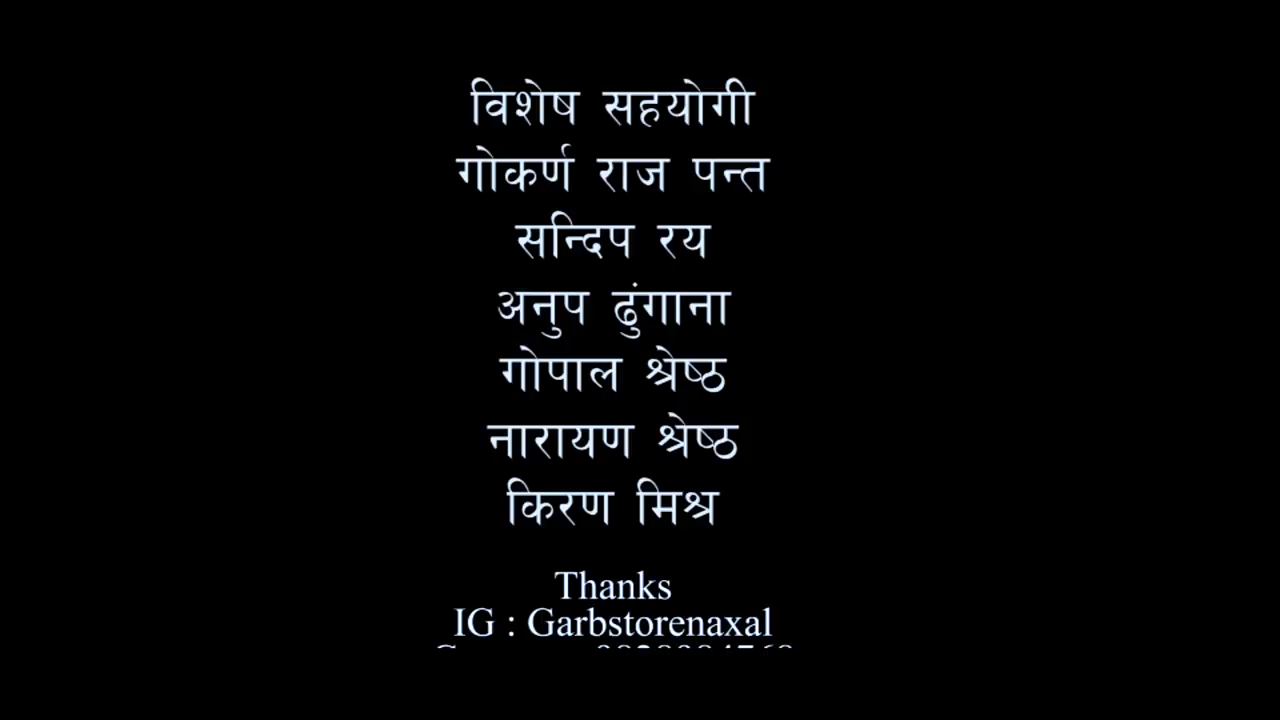 विशेष सहयोगी
गोकर्ण राज पन्त
सन्दिप रय
अनुप ढुंगाना
गोपाल श्रेष्ठ
नारायण श्रेष्ठ
किरण मिश्र
Thanks
IG : Garbstorenaxal